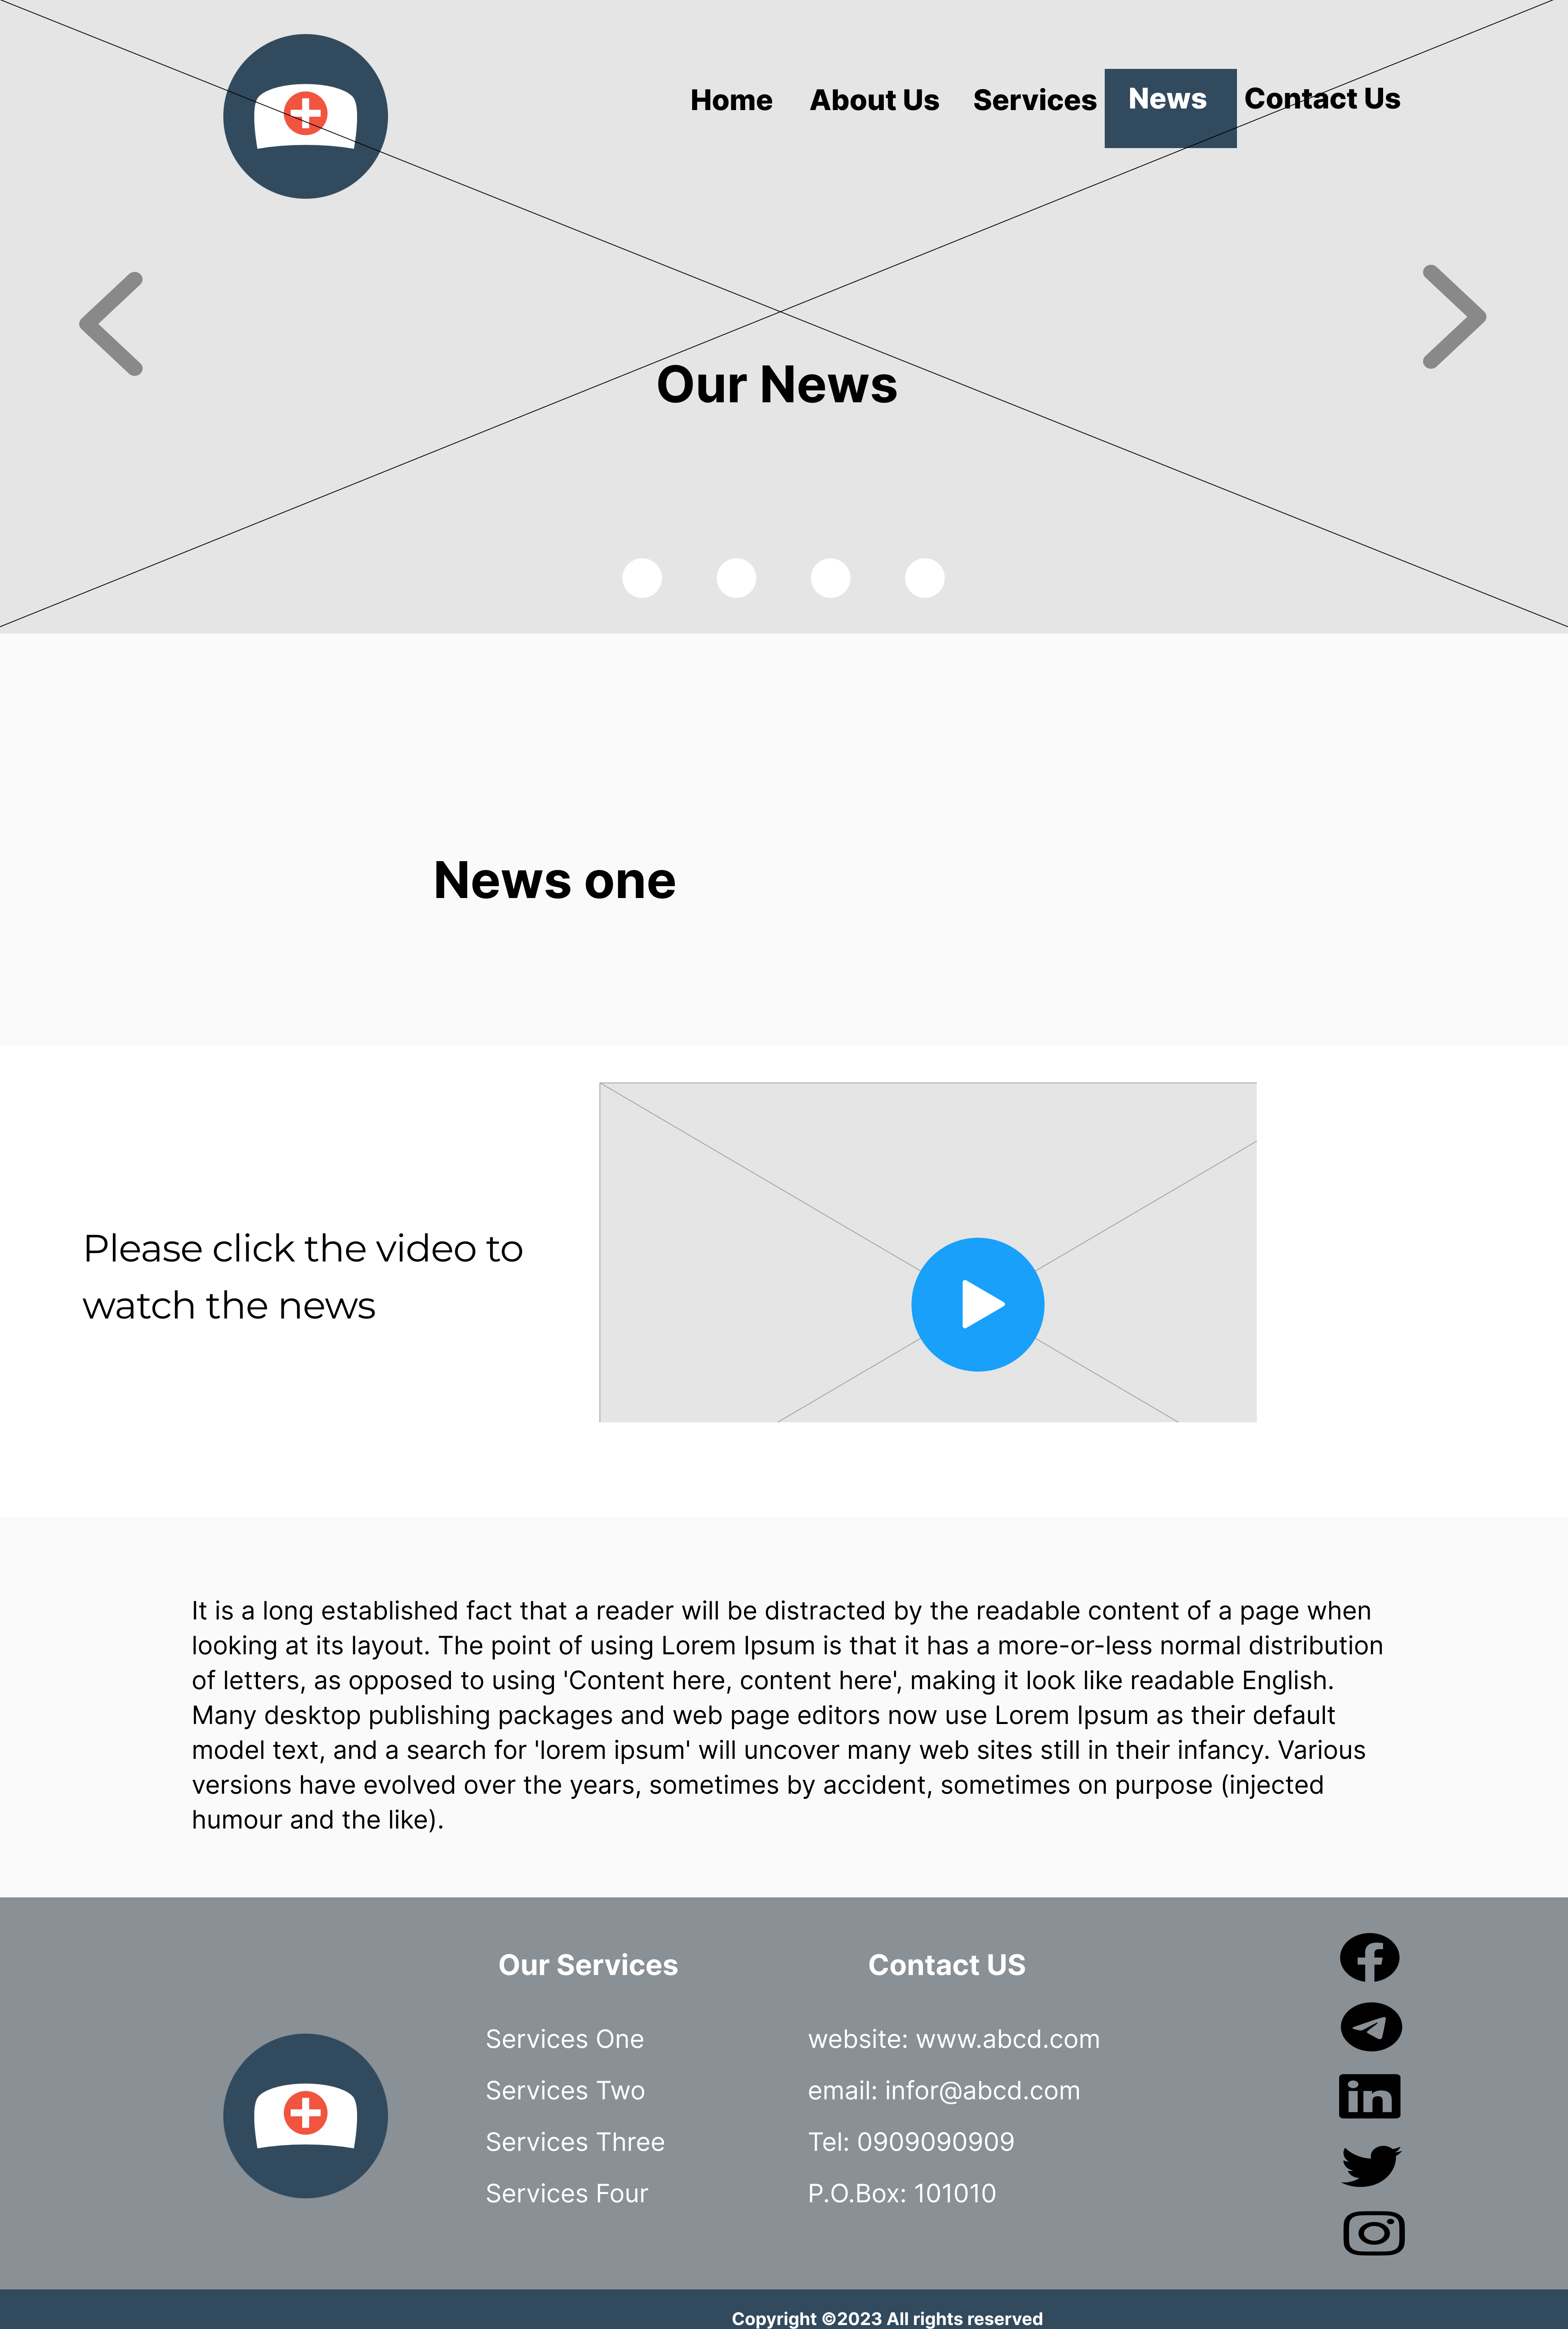 Home About Us Services News Contact Us
Our News
News one
Please click the video to
watch the news
It is a long established fact that a reader will be distracted by the readable content of a page when
looking at its layout. The point of using Lorem Ipsum is that it has a more-or-less normal distribution
of letters, as opposed to using 'Content here, content here', making it look like readable English.
Many desktop publishing packages and web page editors now use Lorem Ipsum as their default
model text, and a search for 'lorem ipsum' will uncover many web sites still in their infancy. Various
versions have evolved over the years, sometimes by accident, sometimes on purpose (injected
humour and the like).
Our Services
Services One
Services Two
Services Three
Services Four
Contact US
website: www.abcd.com
email: infor@abcd.com
Tel: 0909090909
P.O.Box: 101010
in
Copyright ©2023 All rights reserved